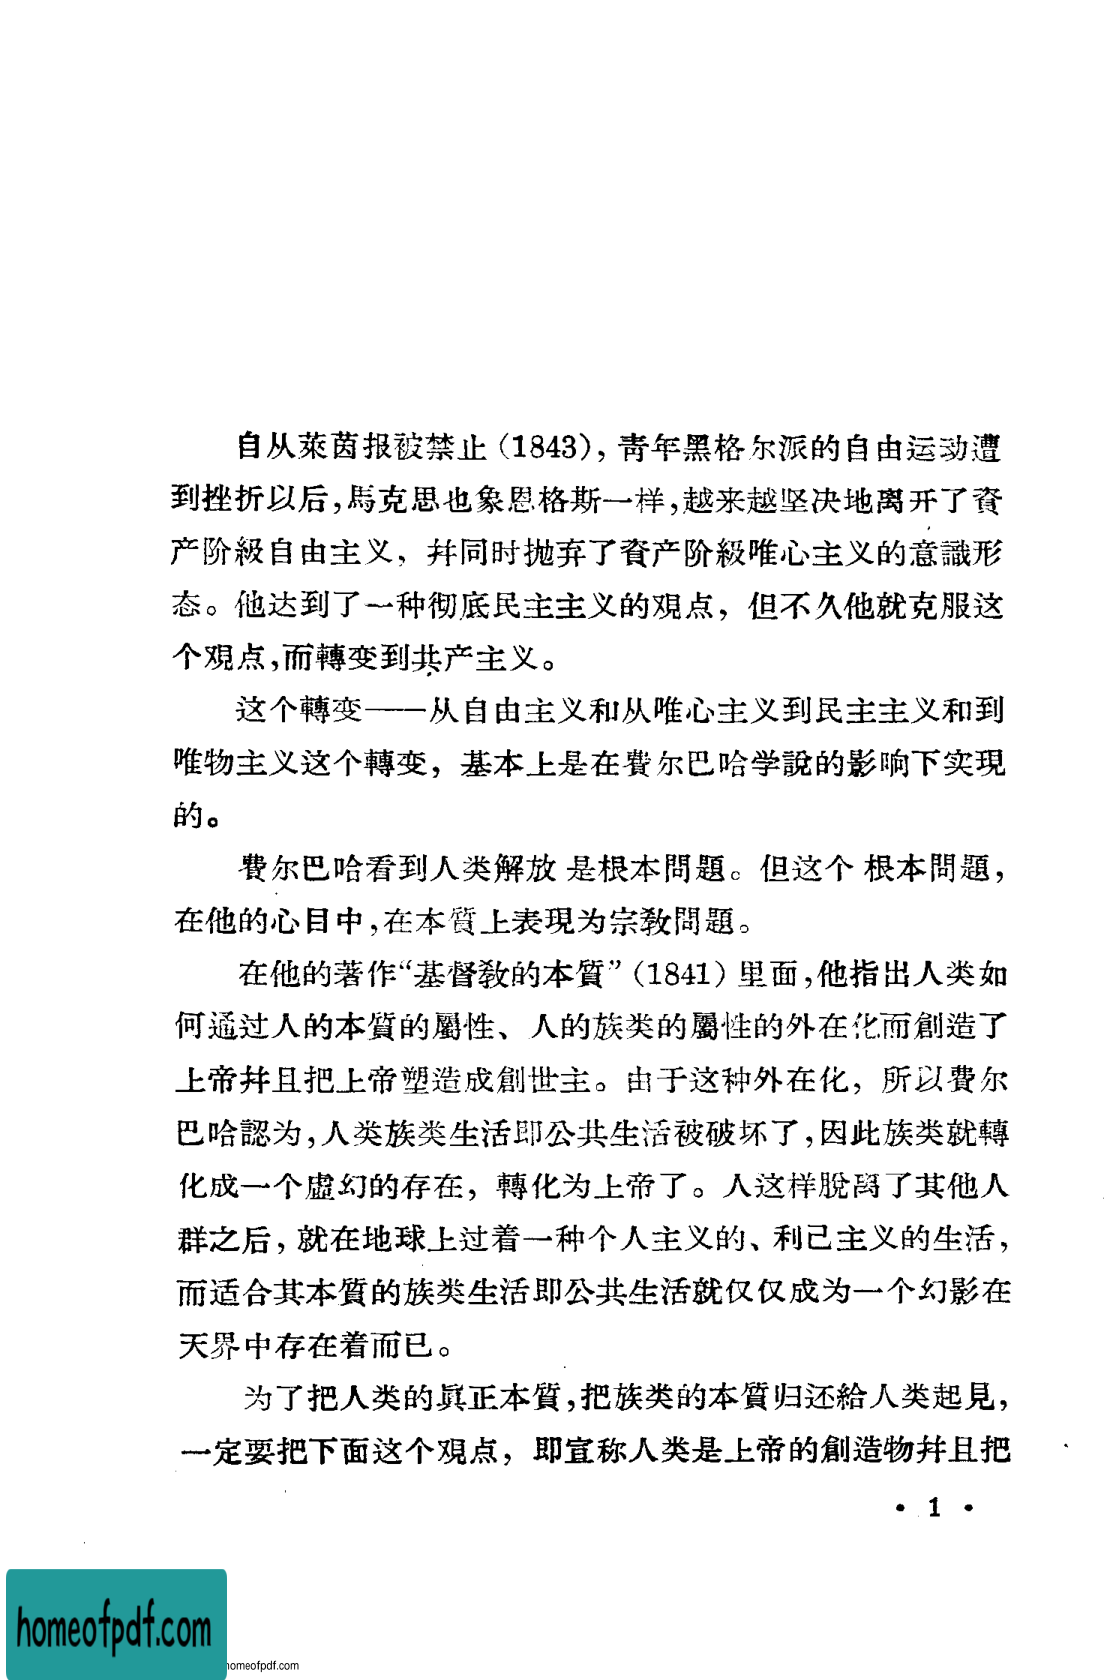 自从萊茵报被禁止（1843），青年黑格尔派的自由运动遭
到挫折以后，馬克思也象恩格斯一样，越来越坚决地离开了資
产阶級自由主义，幷同时抛弃了資产阶級唯心主义的意識形
态。他达到了一种彻底民主主义的观点，但不久他就克服这
个观点，而轉变到共产主义。
这个轉变——从自由主义和从唯心主义到民主主义和到
唯物主义这个轉变，基本上是在費尔巴哈学說的影响下实現
的。
費尔巴哈看到人类解放是根本問題。但这个根本問題，
在他的心目中，在本質上表現为宗教問題。
在他的著作“基督教的本質”（1841）里面，他指出人类如
何通过人的本質的屬性、人的族类的屬性的外在化而創造了
上帝幷且把上帝塑造成創世主。由于这种外在化，所以費尔
巴哈認为，人类族类生活即公共生活被破坏了，因此族类就轉
化成一个虛幻的存在，轉化为上帝了。人这样脫离了其他人
群之后，就在地球上过着一种个人主义的、利己主义的生活，
而适合其本質的族类生活即公共生活就仅仅成为一个幻影在
天界中存在着而已。
为了把人类的眞正本質，把族类的本質归还給人类起見，
一定要把下面这个观点，即宣称人类是上帝的創造物幷且把
• 1 •
homeofpdf.com
homeofpdf.com